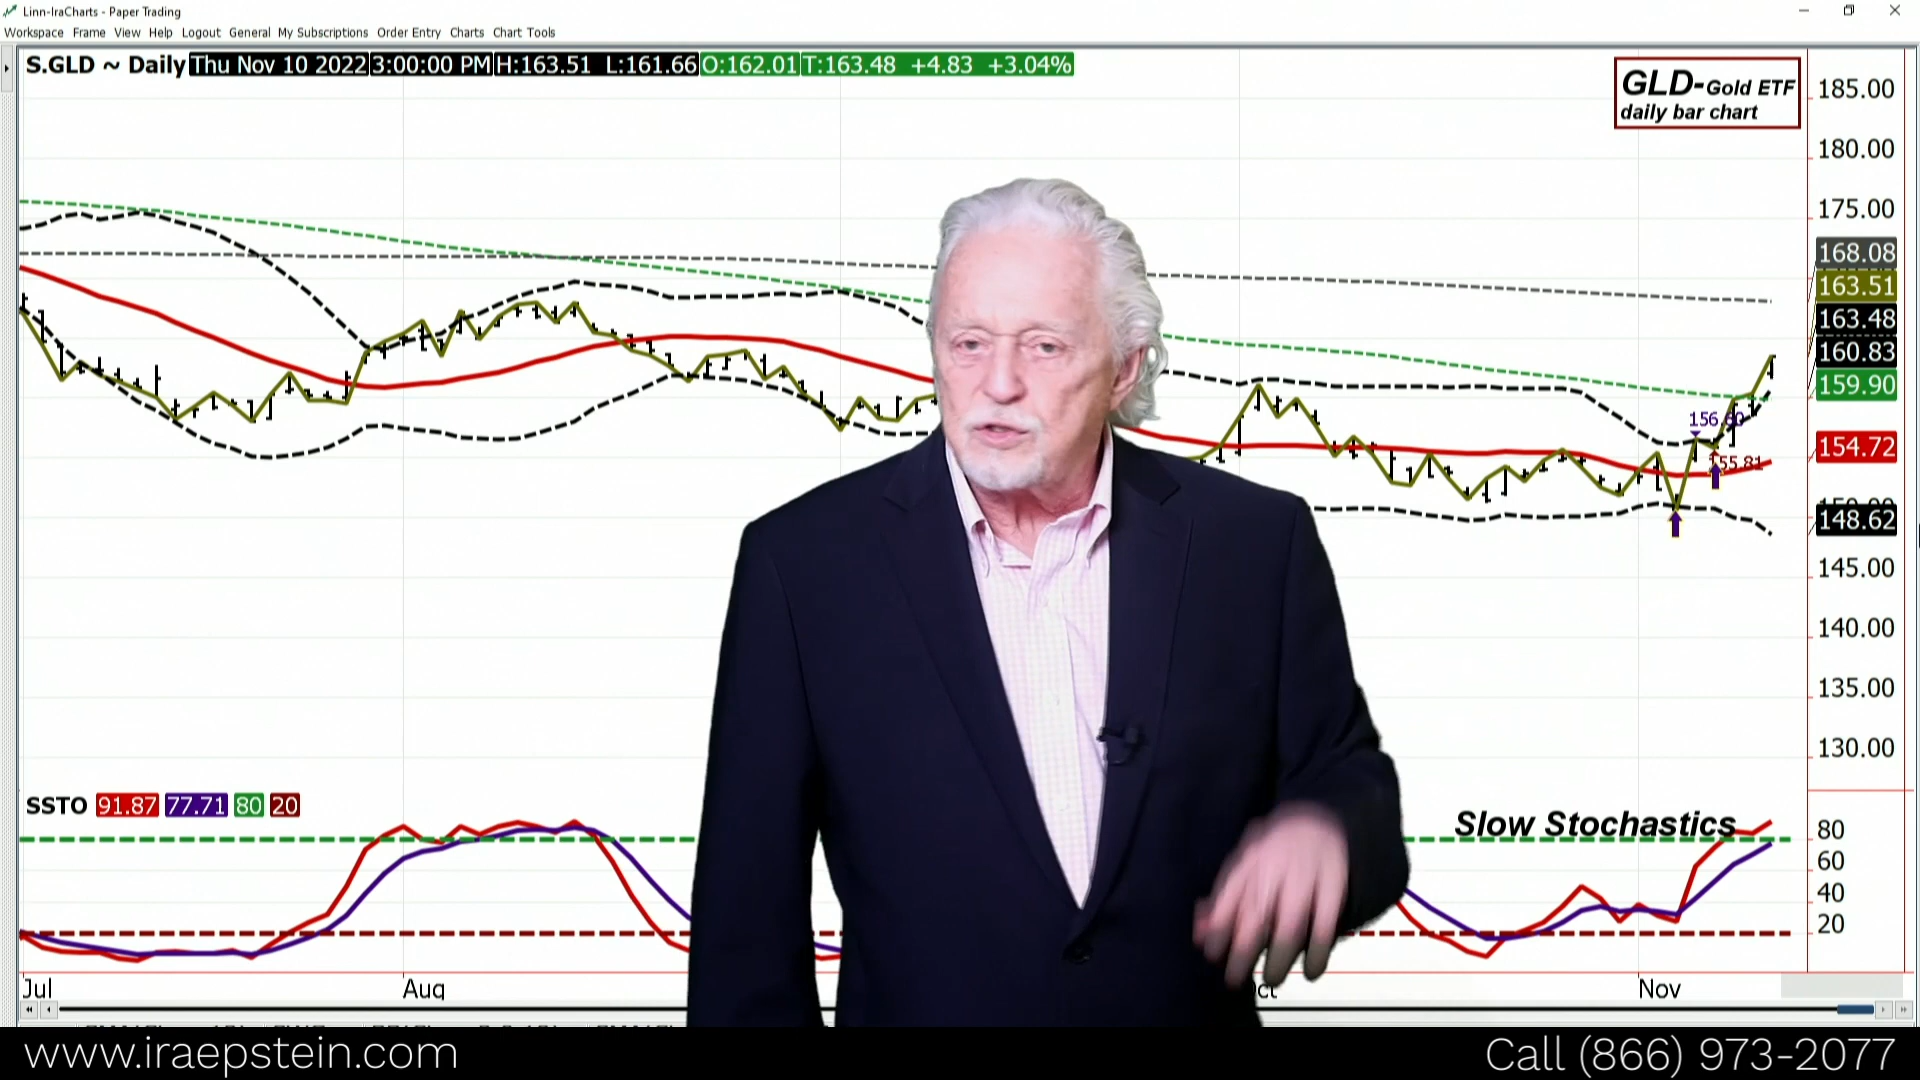 Linn-IraCharts - Paper Trading
Workspace Frame View Help Logout General My Subscriptions Order Entry Charts Chart Tools
S.GLD ~ Daily Thu Nov 10 2022 3:00:00 PM H:163.51 L:161.66 O:162.01 T:163.48 +4.83 +3.04%
GLD-Gold ETF
daily bar chart
185.00
180.00
175.00
168.08
163.51
163.48
160.83
159.90
154.72
148.62
145.00
140.00
135.00
130.00
156.60
155.81
SSTO 91.87 77.71 80 20
Slow Stochastics
80
60
40
20
Jul Aug Nov
www.iraepstein.com
Call (866) 973-2077